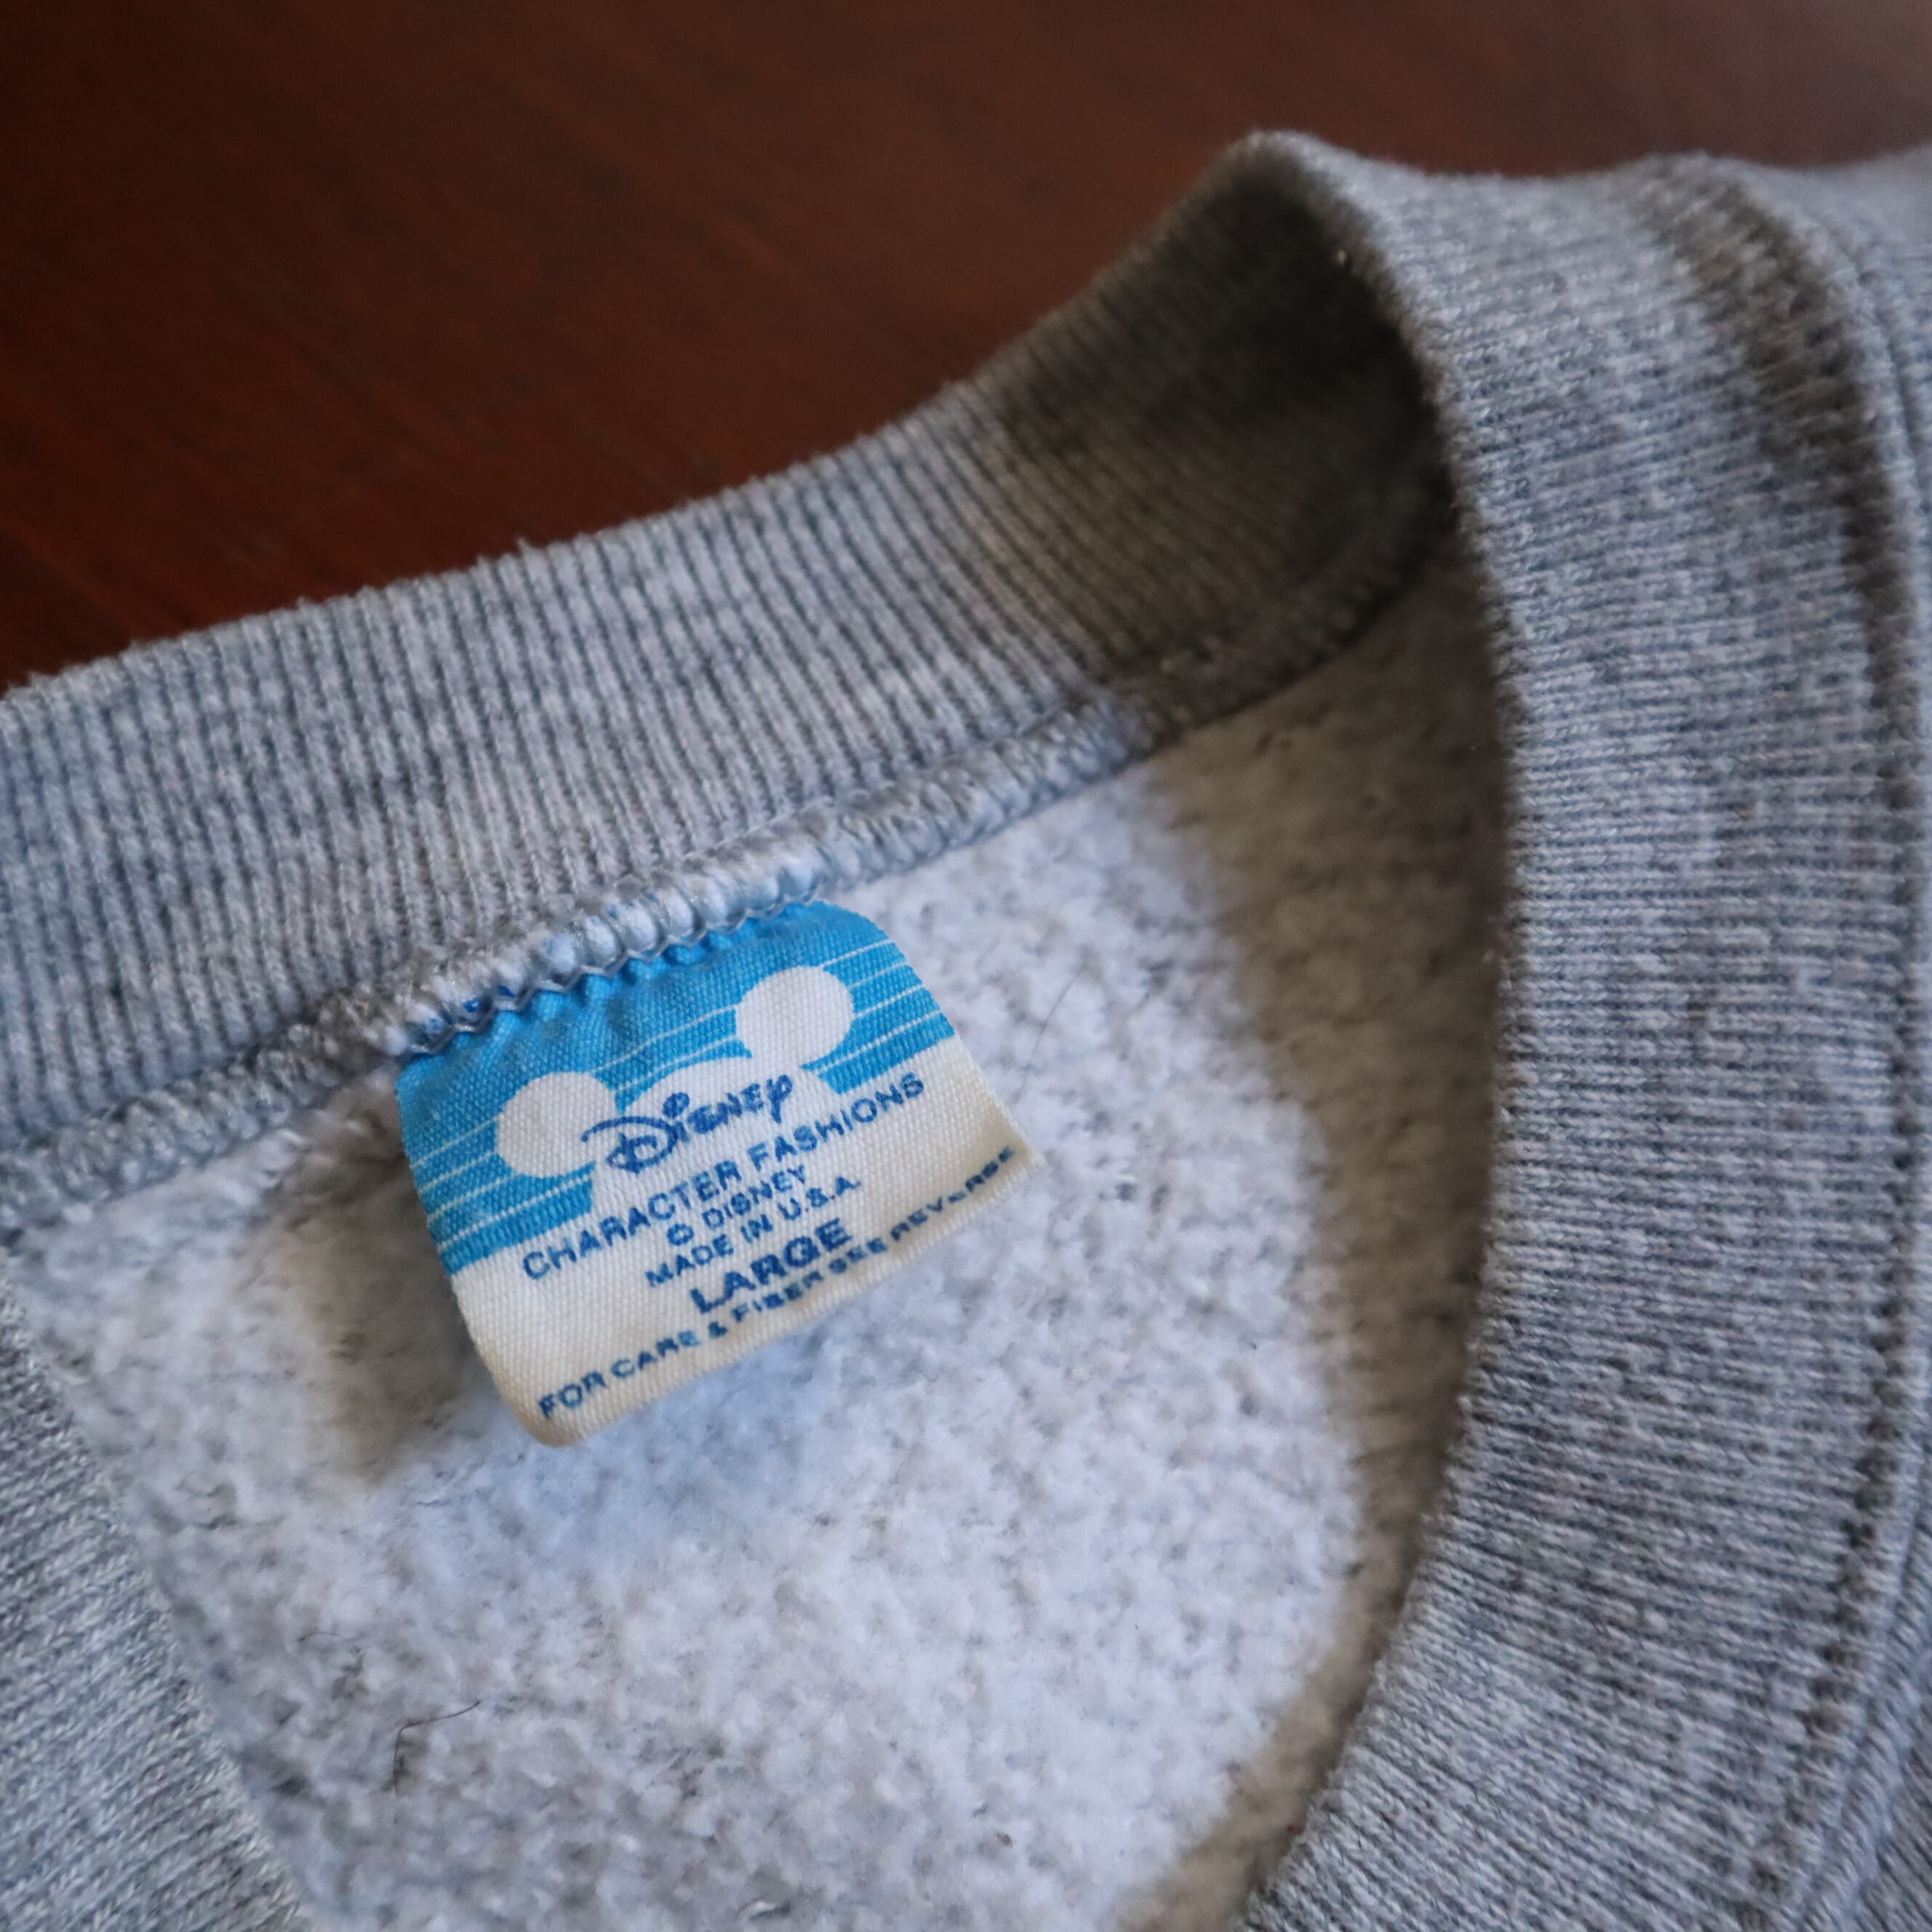 Disney
CHARACTER FASHIONS
© DISNEY
MADE IN U.S.A.
LARGE
FOR CARE & FIBER SEE REVERSE